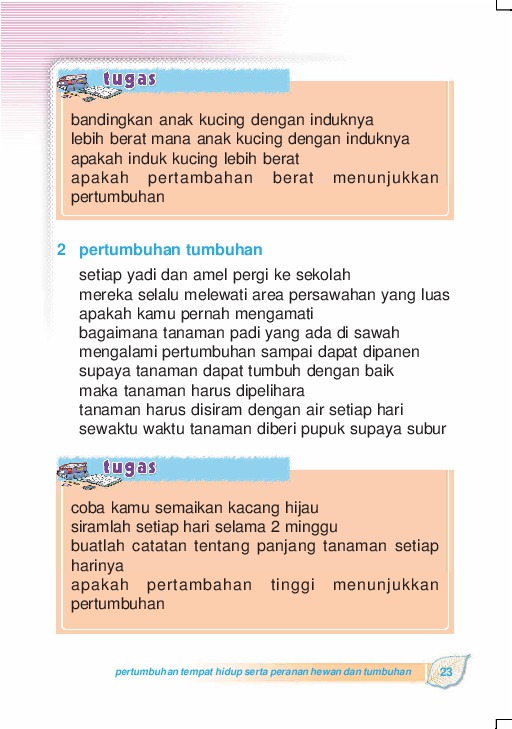 tugas
bandingkan anak kucing dengan induknya
lebih berat mana anak kucing dengan induknya
apakah induk kucing lebih berat
apakah pertambahan berat menunjukkan
pertumbuhan
2 pertumbuhan tumbuhan
setiap yadi dan amel pergi ke sekolah
mereka selalu melewati area persawahan yang luas
apakah kamu pernah mengamati
bagaimana tanaman padi yang ada di sawah
mengalami pertumbuhan sampai dapat dipanen
supaya tanaman dapat tumbuh dengan baik
maka tanaman harus dipelihara
tanaman harus disiram dengan air setiap hari
sewaktu waktu tanaman diberi pupuk supaya subur
tugas
coba kamu semaikan kacang hijau
siramlah setiap hari selama 2 minggu
buatlah catatan tentang panjang tanaman setiap
harinya
apakah pertambahan tinggi menunjukkan
pertumbuhan
pertumbuhan tempat hidup serta peranan hewan dan tumbuhan 23